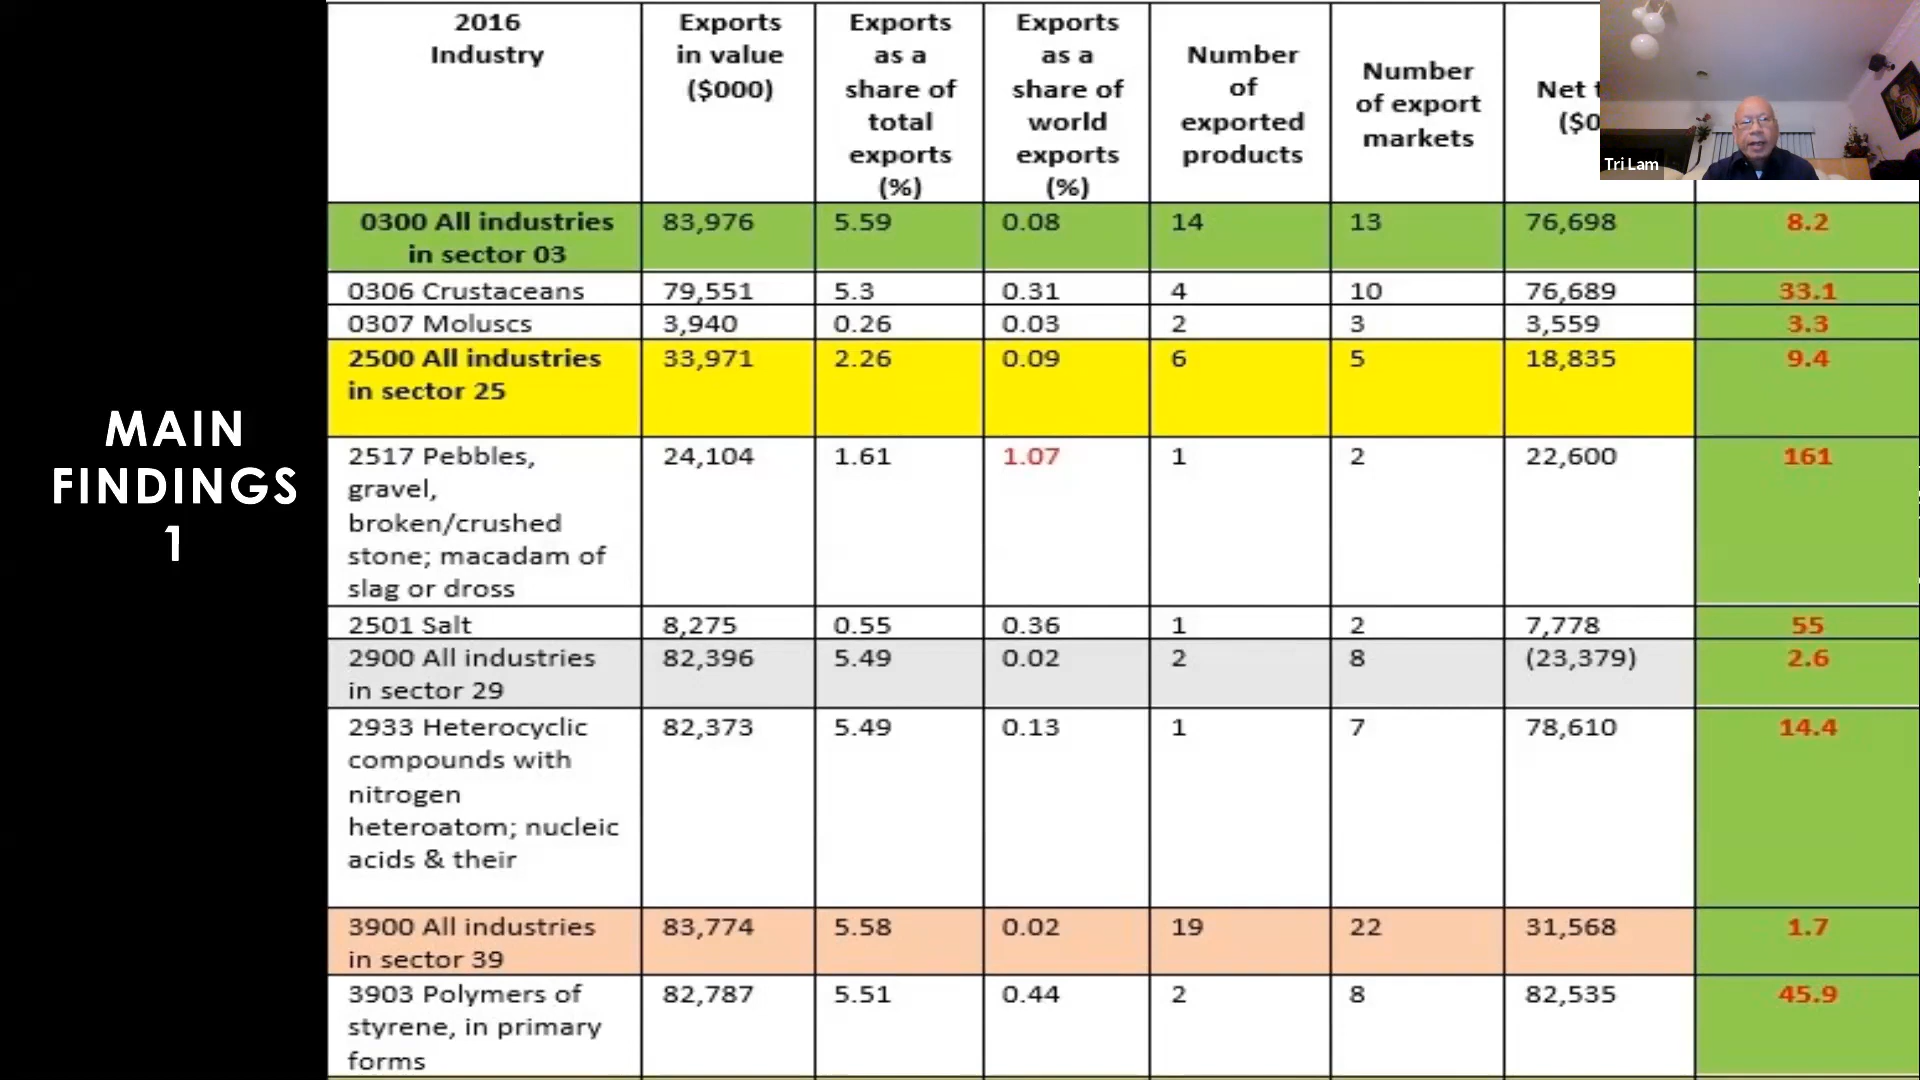 MAIN
FINDINGS
1
2016
Industry
Exports
in value
($000)
Exports
as a
share of
total
exports
(%)
Exports
as a
share of
world
exports
(%)
Number
of
exported
products
Number
of export
markets
Net
Tri Lam
0300 All industries
in sector 03
83,976
5.59
0.08
14
13
76,698
8.2
0306 Crustaceans
79,551
5.3
0.31
4
10
76,689
33.1
0307 Moluscs
3,940
0.26
0.03
2
3
3,559
3.3
2500 All industries
in sector 25
33,971
2.26
0.09
6
5
18,835
9.4
2517 Pebbles,
gravel,
broken/crushed
stone; macadam of
slag or dross
24,104
1.61
1.07
1
2
22,600
161
2501 Salt
8,275
0.55
0.36
1
2
7,778
55
2900 All industries
in sector 29
82,396
5.49
0.02
2
8
(23,379)
2.6
2933 Heterocyclic
compounds with
nitrogen
heteroatom; nucleic
acids & their
82,373
5.49
0.13
1
7
78,610
14.4
3900 All industries
in sector 39
83,774
5.58
0.02
19
22
31,568
1.7
3903 Polymers of
styrene, in primary
forms
82,787
5.51
0.44
2
8
82,535
45.9